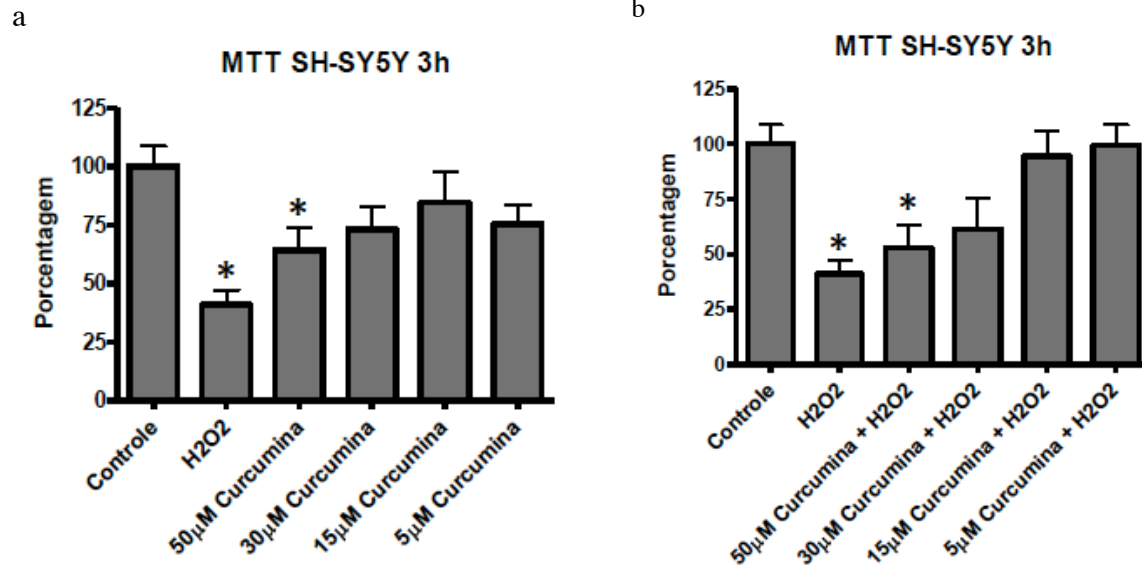 a
MTT SH-SY5Y 3h
Porcentagem
125
100
75
50
25
0
*
*
Controle
H2O2
50µM Curcumina
30µM Curcumina
15µM Curcumina
5µM Curcumina
b
MTT SH-SY5Y 3h
Porcentagem
125
100
75
50
25
0
*
*
Controle
H2O2
50µM Curcumina + H2O2
30µM Curcumina + H2O2
15µM Curcumina + H2O2
5µM Curcumina + H2O2